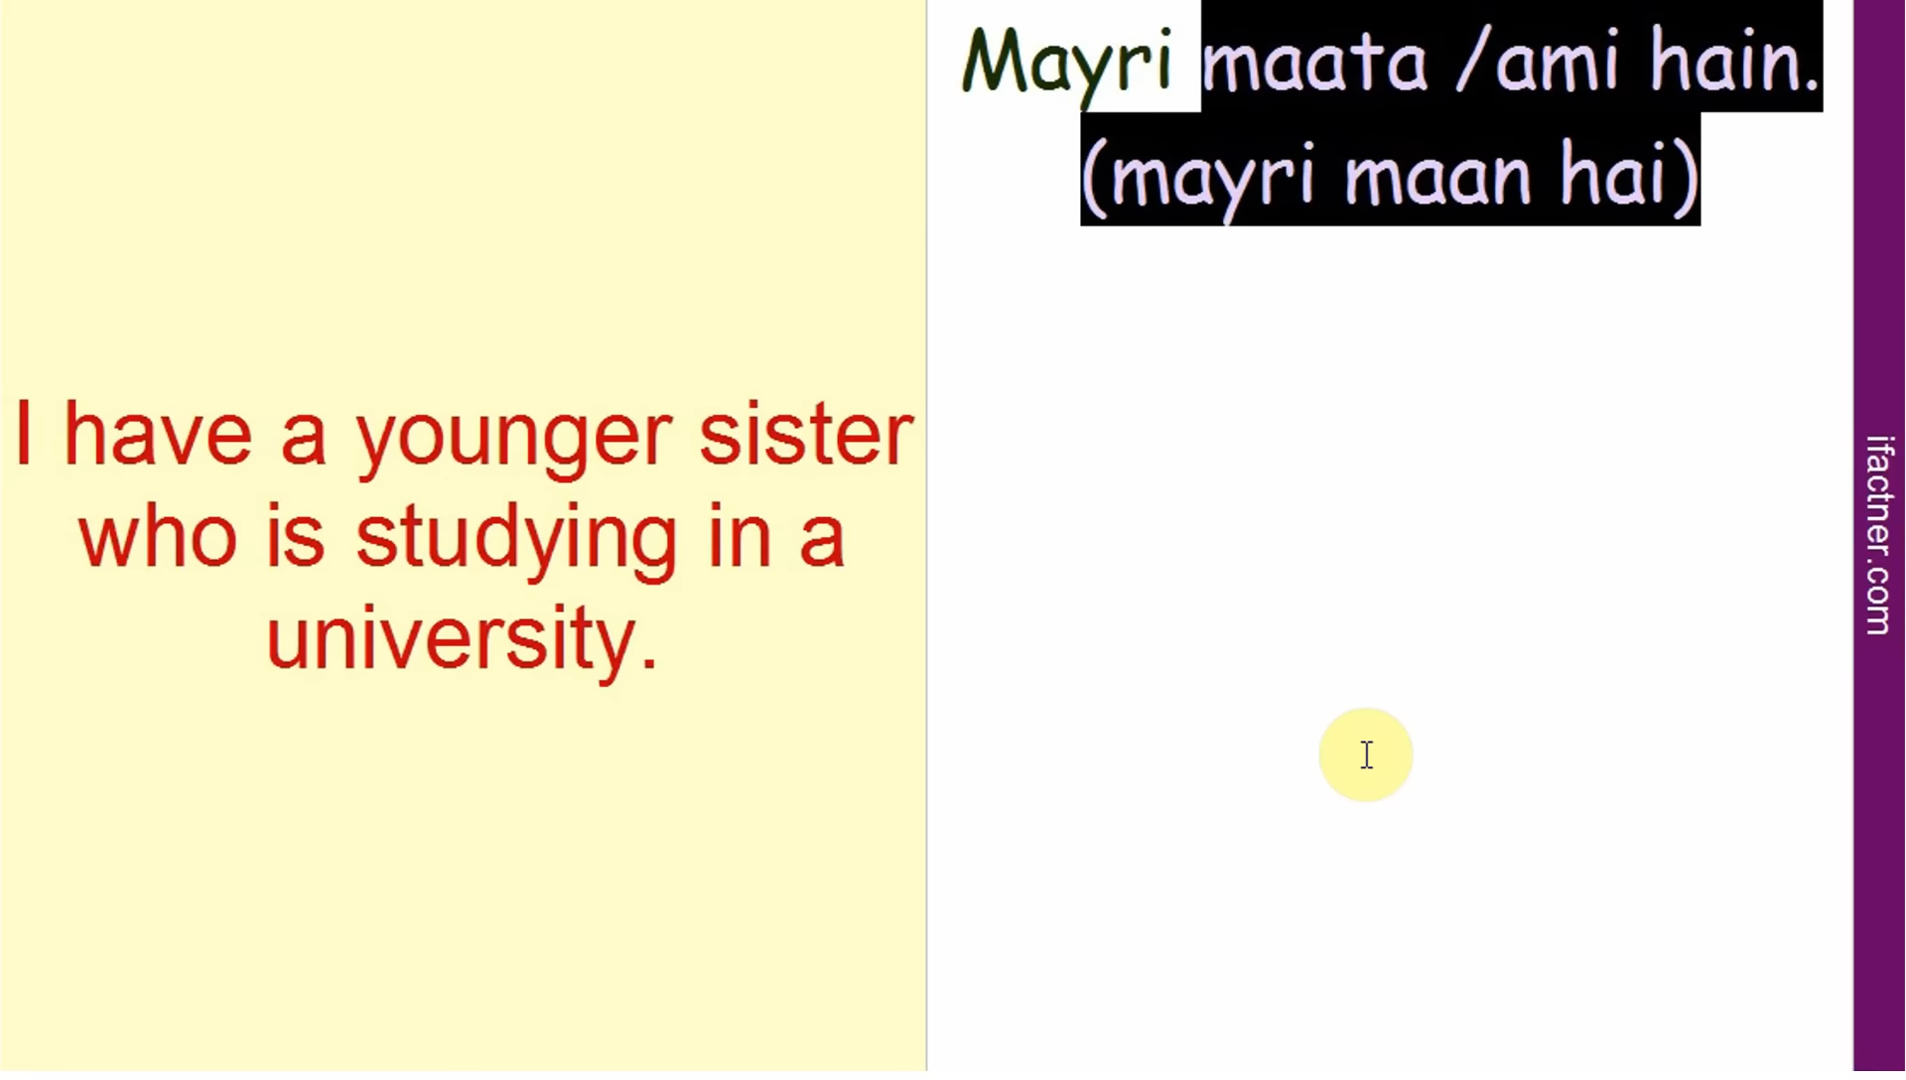 I have a younger sister
who is studying in a
university.
Mayri maata /ami hain.
(mayri maan hai)
ifactner.com